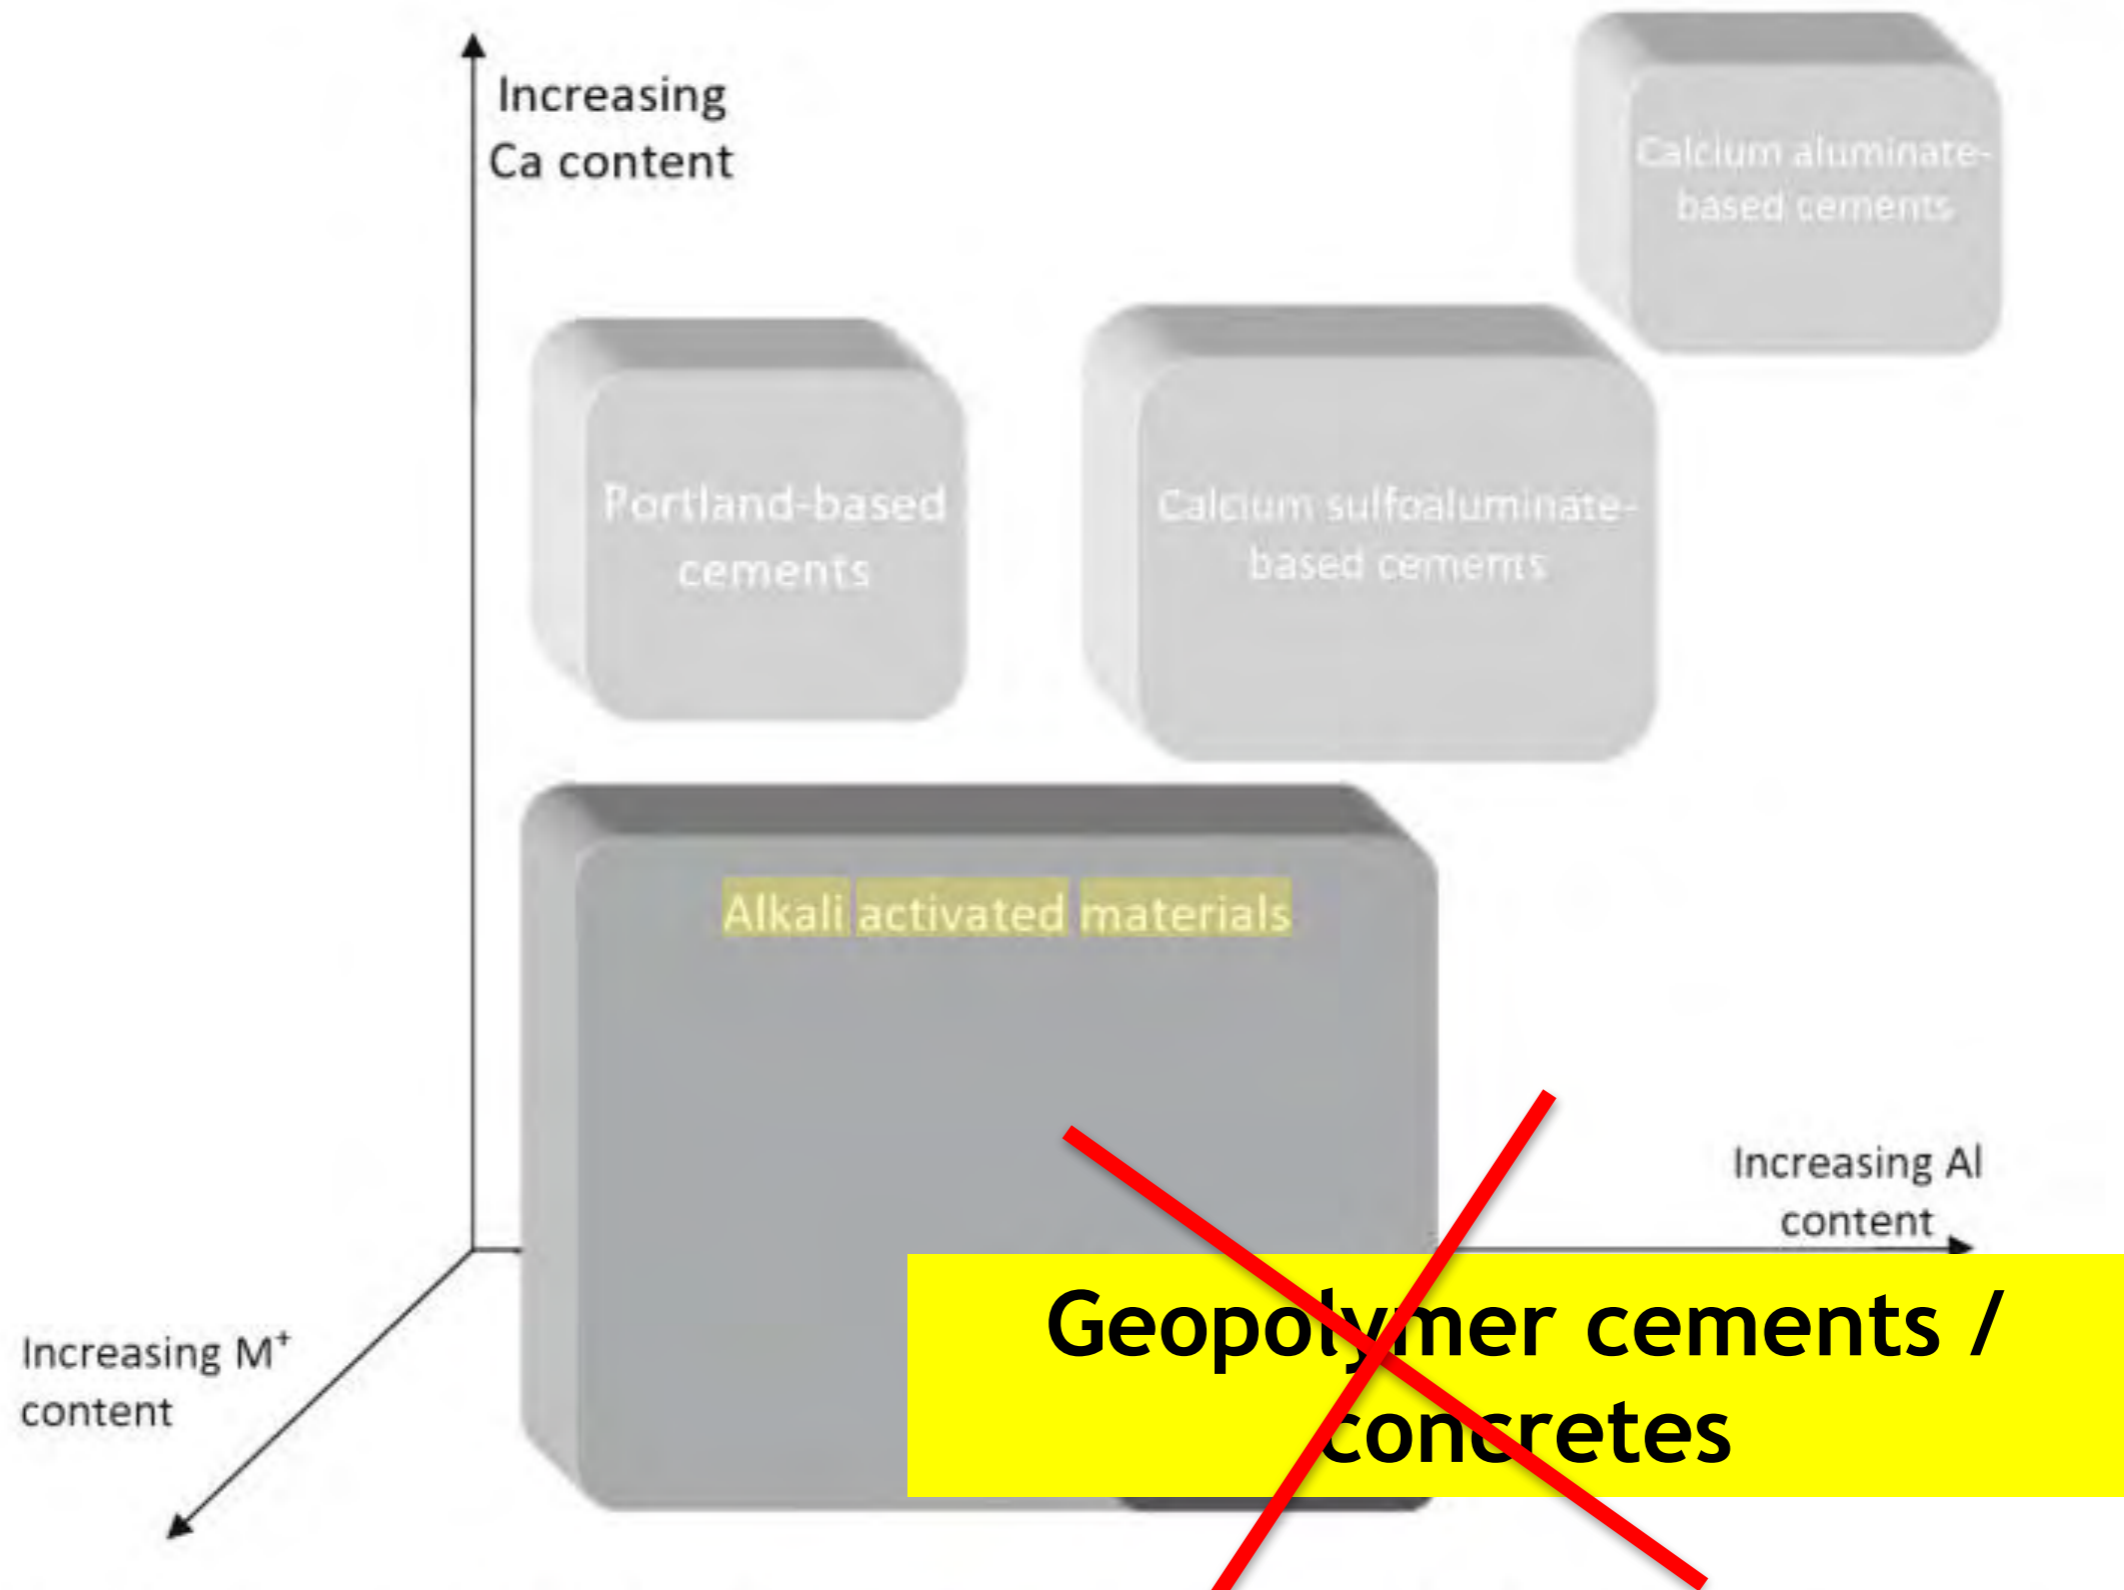 Increasing
Ca content
Calcium aluminate-
based cements
Portland-based
cements
Calcium sulfoaluminate-
based cements
Alkali activated materials
Increasing Al
content
Geopolymer cements /
concretes
Increasing M⁺
content